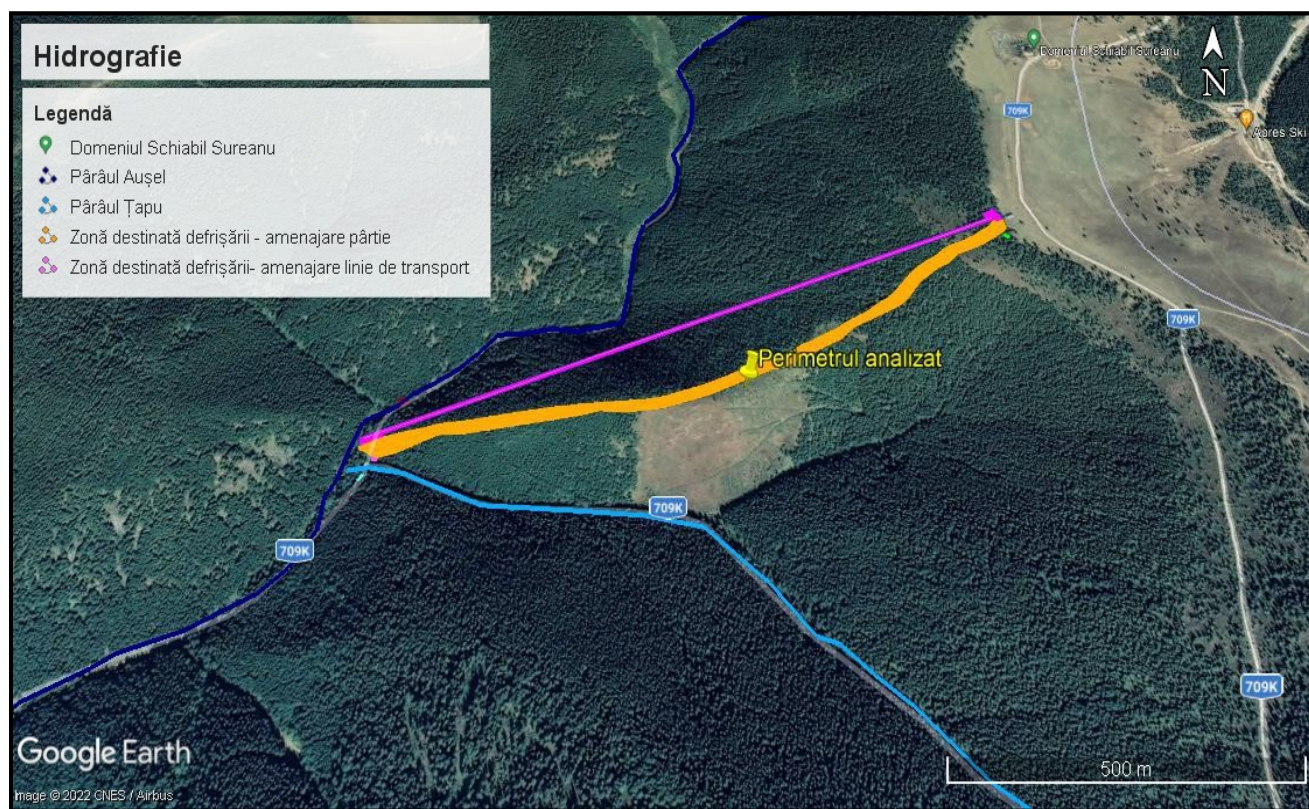 Hidrografie
Legendă
Domeniul Schiabil Sureanu
Pârâul Aușel
Pârâul Țapu
Zonă destinată defrișării - amenajare pârtie
Zonă destinată defrișării- amenajare linie de transport
Domeniul Schiabil Sureanu
N
709K
Apres Ski
709K
Perimetrul analizat
709K
709K
709K
Google Earth
500 m
Image © 2022 CNES / Airbus